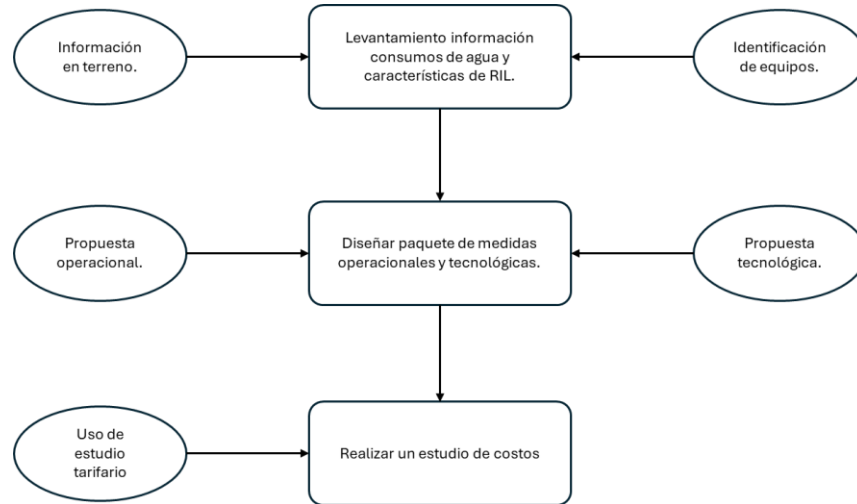 Información
en terreno.
Levantamiento información
consumos de agua y
características de RIL.
Identificación
de equipos.
Propuesta
operacional.
Diseñar paquete de medidas
operacionales y tecnológicas.
Propuesta
tecnológica.
Uso de
estudio
tarifario
Realizar un estudio de costos